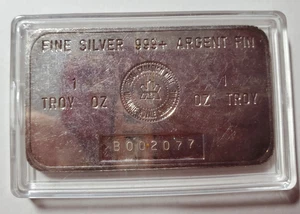 FINE SILVER 999+ ARGENT FIN
1 1
TROY OZ OZ TROY
B002077